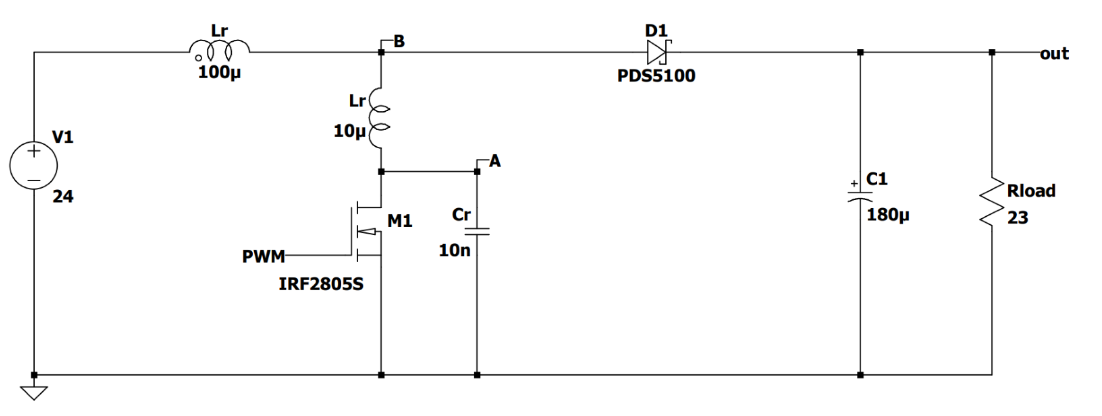 Lr
100µ
B
D1
PDS5100
out
V1
24
Lr
10µ
A
Cr
10n
M1
PWM
IRF2805S
+
C1
180µ
Rload
23